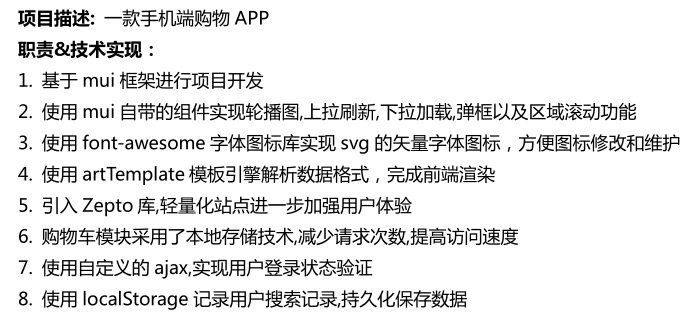 项目描述: 一款手机端购物 APP
职责&技术实现：
1. 基于 mui 框架进行项目开发
2. 使用 mui 自带的组件实现轮播图,上拉刷新,下拉加载,弹框以及区域滚动功能
3. 使用 font-awesome 字体图标库实现 svg 的矢量字体图标，方便图标修改和维护
4. 使用 artTemplate 模板引擎解析数据格式，完成前端渲染
5. 引入 Zepto 库,轻量化站点进一步加强用户体验
6. 购物车模块采用了本地存储技术,减少请求次数,提高访问速度
7. 使用自定义的 ajax,实现用户登录状态验证
8. 使用 localStorage 记录用户搜索记录,持久化保存数据